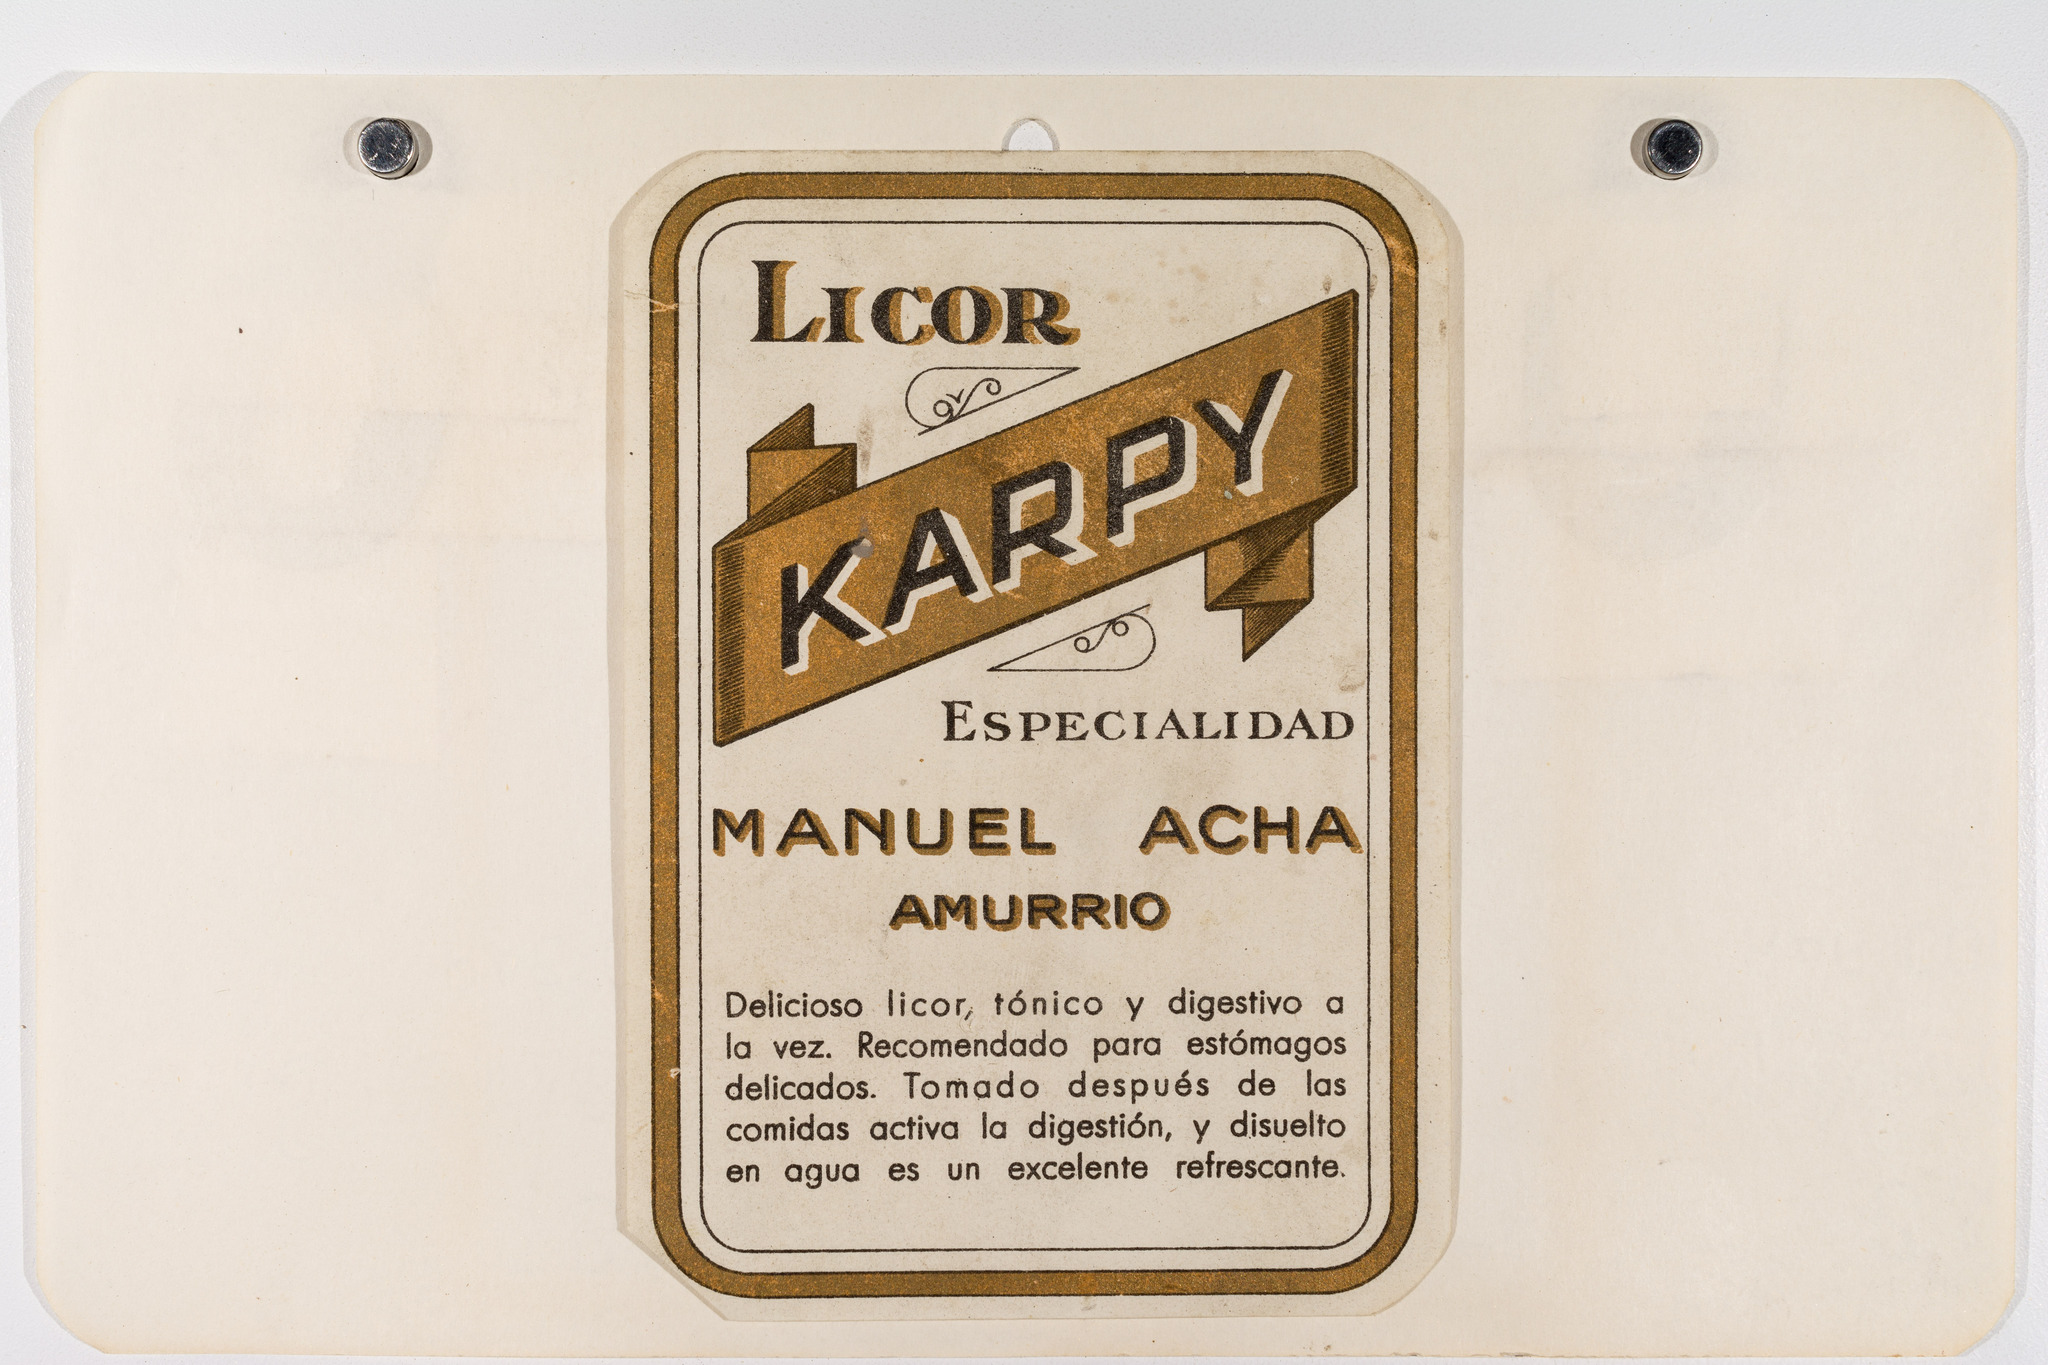 LICOR
KARPY
ESPECIALIDAD
MANUEL ACHA
AMURRIO
Delicioso licor, tónico y digestivo a
la vez. Recomendado para estómagos
delicados. Tomado después de las
comidas activa la digestión, y disuelto
en agua es un excelente refrescante.